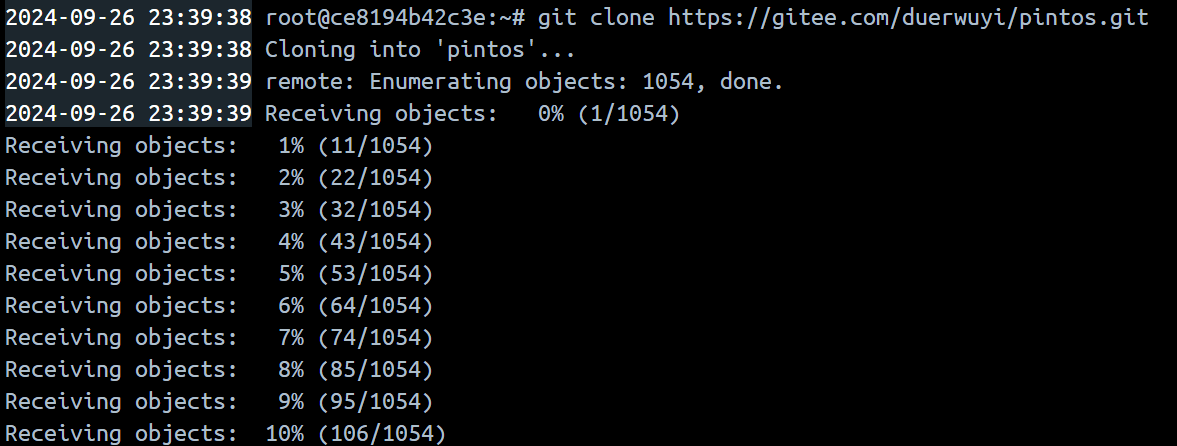 2024-09-26 23:39:38 root@ce8194b42c3e:~# git clone https://gitee.com/duerwuyi/pintos.git
2024-09-26 23:39:38 Cloning into 'pintos'...
2024-09-26 23:39:39 remote: Enumerating objects: 1054, done.
2024-09-26 23:39:39 Receiving objects:   0% (1/1054)
Receiving objects:   1% (11/1054)
Receiving objects:   2% (22/1054)
Receiving objects:   3% (32/1054)
Receiving objects:   4% (43/1054)
Receiving objects:   5% (53/1054)
Receiving objects:   6% (64/1054)
Receiving objects:   7% (74/1054)
Receiving objects:   8% (85/1054)
Receiving objects:   9% (95/1054)
Receiving objects:  10% (106/1054)